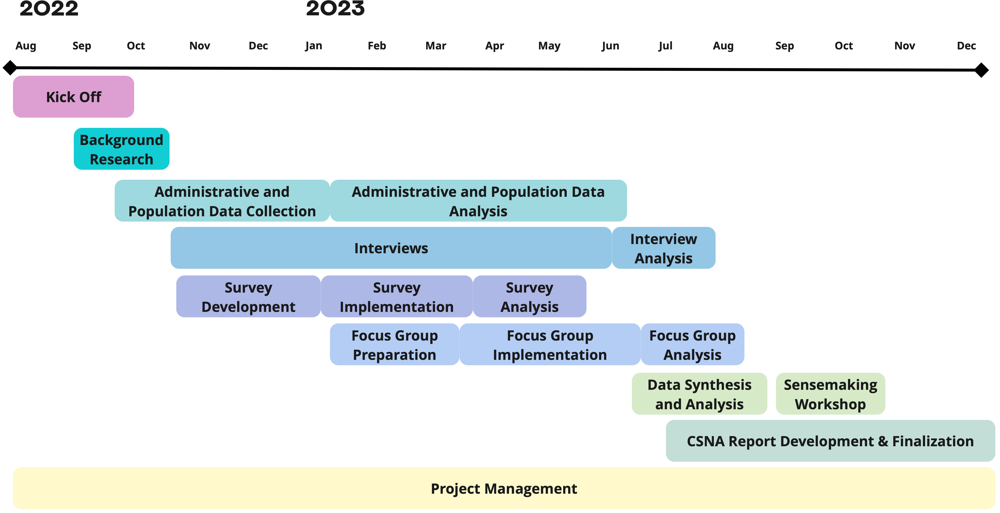 2022 2023
Aug Sep Oct Nov Dec Jan Feb Mar Apr May Jun Jul Aug Sep Oct Nov Dec
Kick Off
Background
Research
Administrative and
Population Data Collection
Administrative and Population Data
Analysis
Interviews
Interview
Analysis
Survey
Development
Survey
Implementation
Survey
Analysis
Focus Group
Preparation
Focus Group
Implementation
Focus Group
Analysis
Data Synthesis
and Analysis
Sensemaking
Workshop
CSNA Report Development & Finalization
Project Management